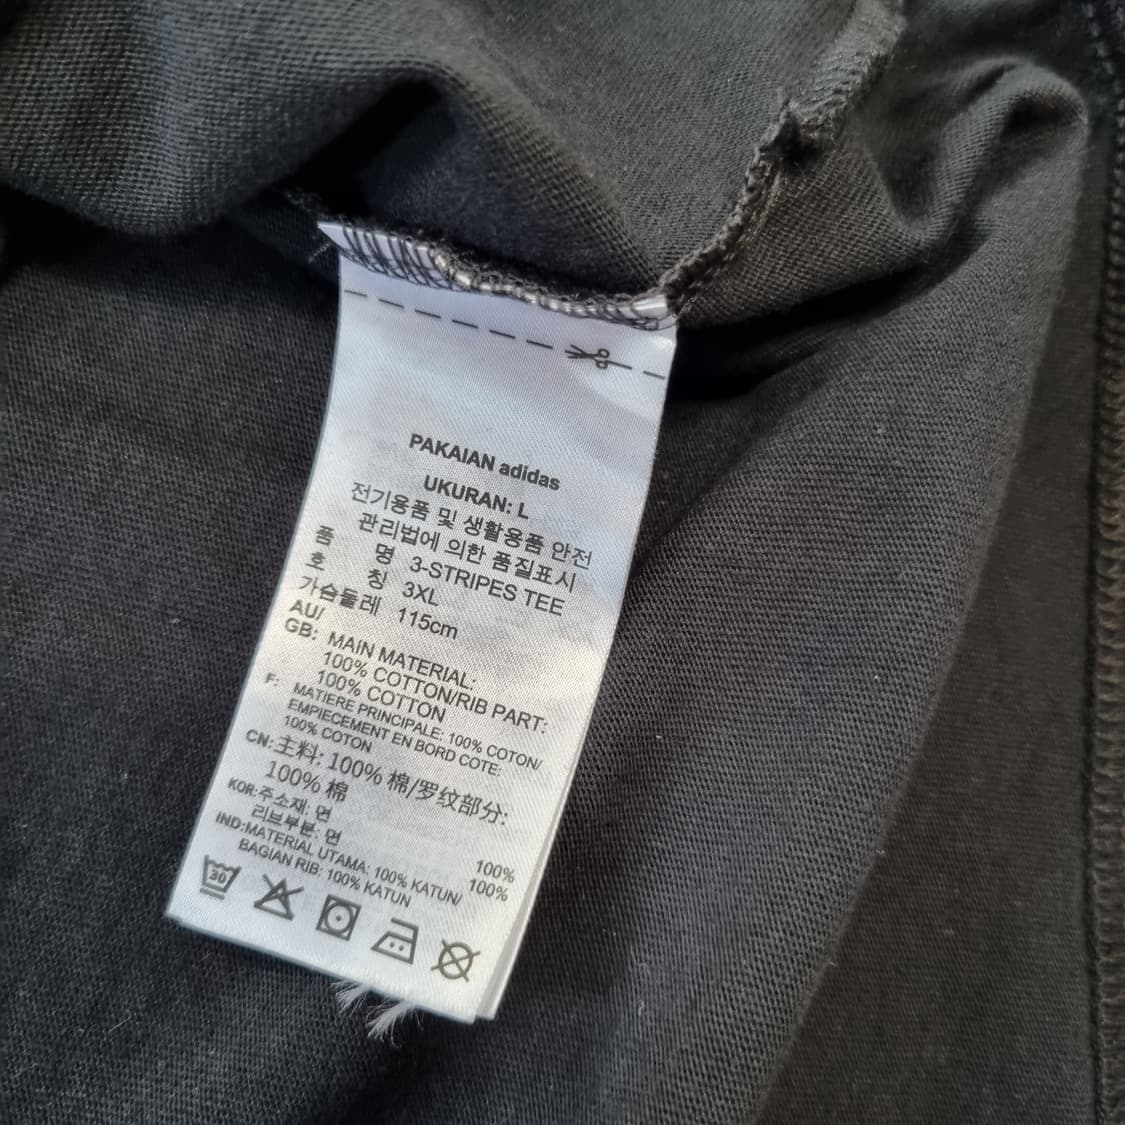 PAKAIAN adidas
UKURAN: L
전기용품 및 생활용품 안전
관리법에 의한 품질표시
품 명 3-STRIPES TEE
호 칭 3XL
가슴둘레 115cm
AU/
GB: MAIN MATERIAL:
100% COTTON/RIB PART:
100% COTTON
F: MATIERE PRINCIPALE: 100% COTON/
EMPIECEMENT EN BORD COTE:
100% COTON
CN: 主料: 100% 棉/罗纹部分:
100% 棉
KOR: 주소재: 면 100%
리브부분: 면 100%
IND: MATERIAL UTAMA: 100% KATUN/
BAGIAN RIB: 100% KATUN
30